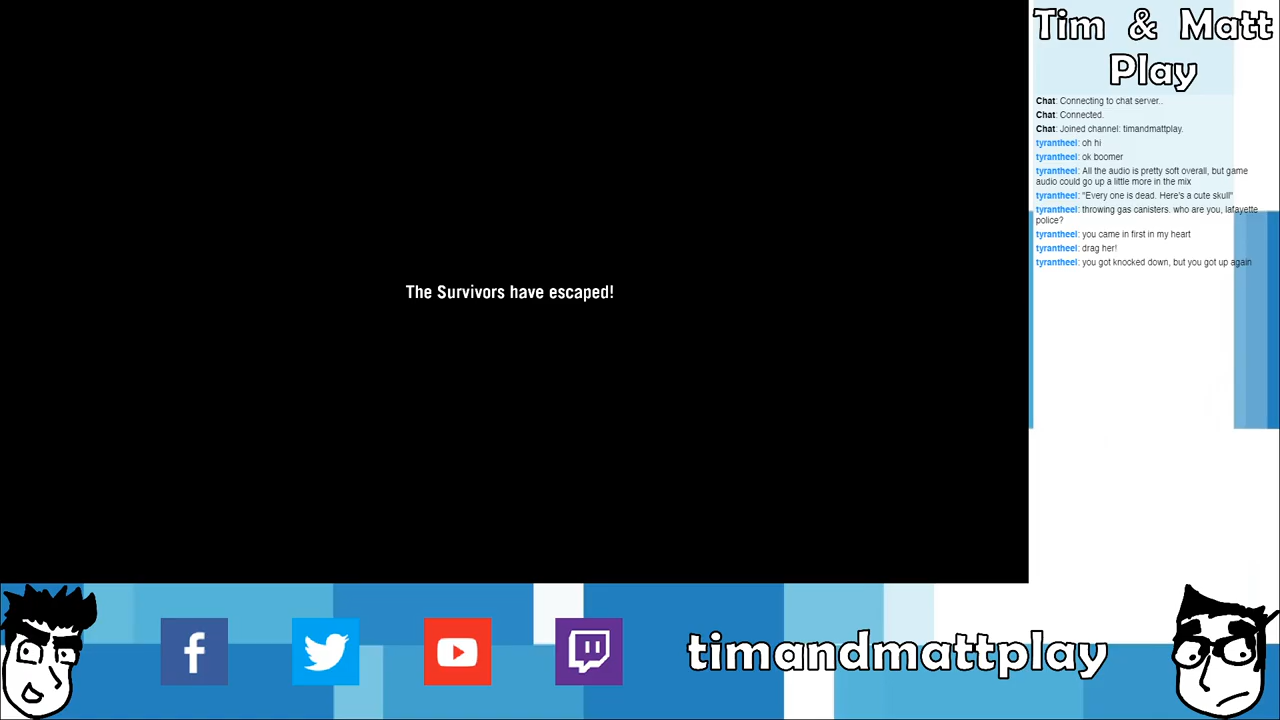 The Survivors have escaped!
Tim & Matt
Play
Chat: Connecting to chat server..
Chat: Connected.
Chat: Joined channel: timandmattplay.
tyrantheel: oh hi
tyrantheel: ok boomer
tyrantheel: All the audio is pretty soft overall, but game
audio could go up a little more in the mix
tyrantheel: "Every one is dead. Here's a cute skull"
tyrantheel: throwing gas canisters. who are you, lafayette
police?
tyrantheel: you came in first in my heart
tyrantheel: drag her!
tyrantheel: you got knocked down, but you got up again
timandmattplay